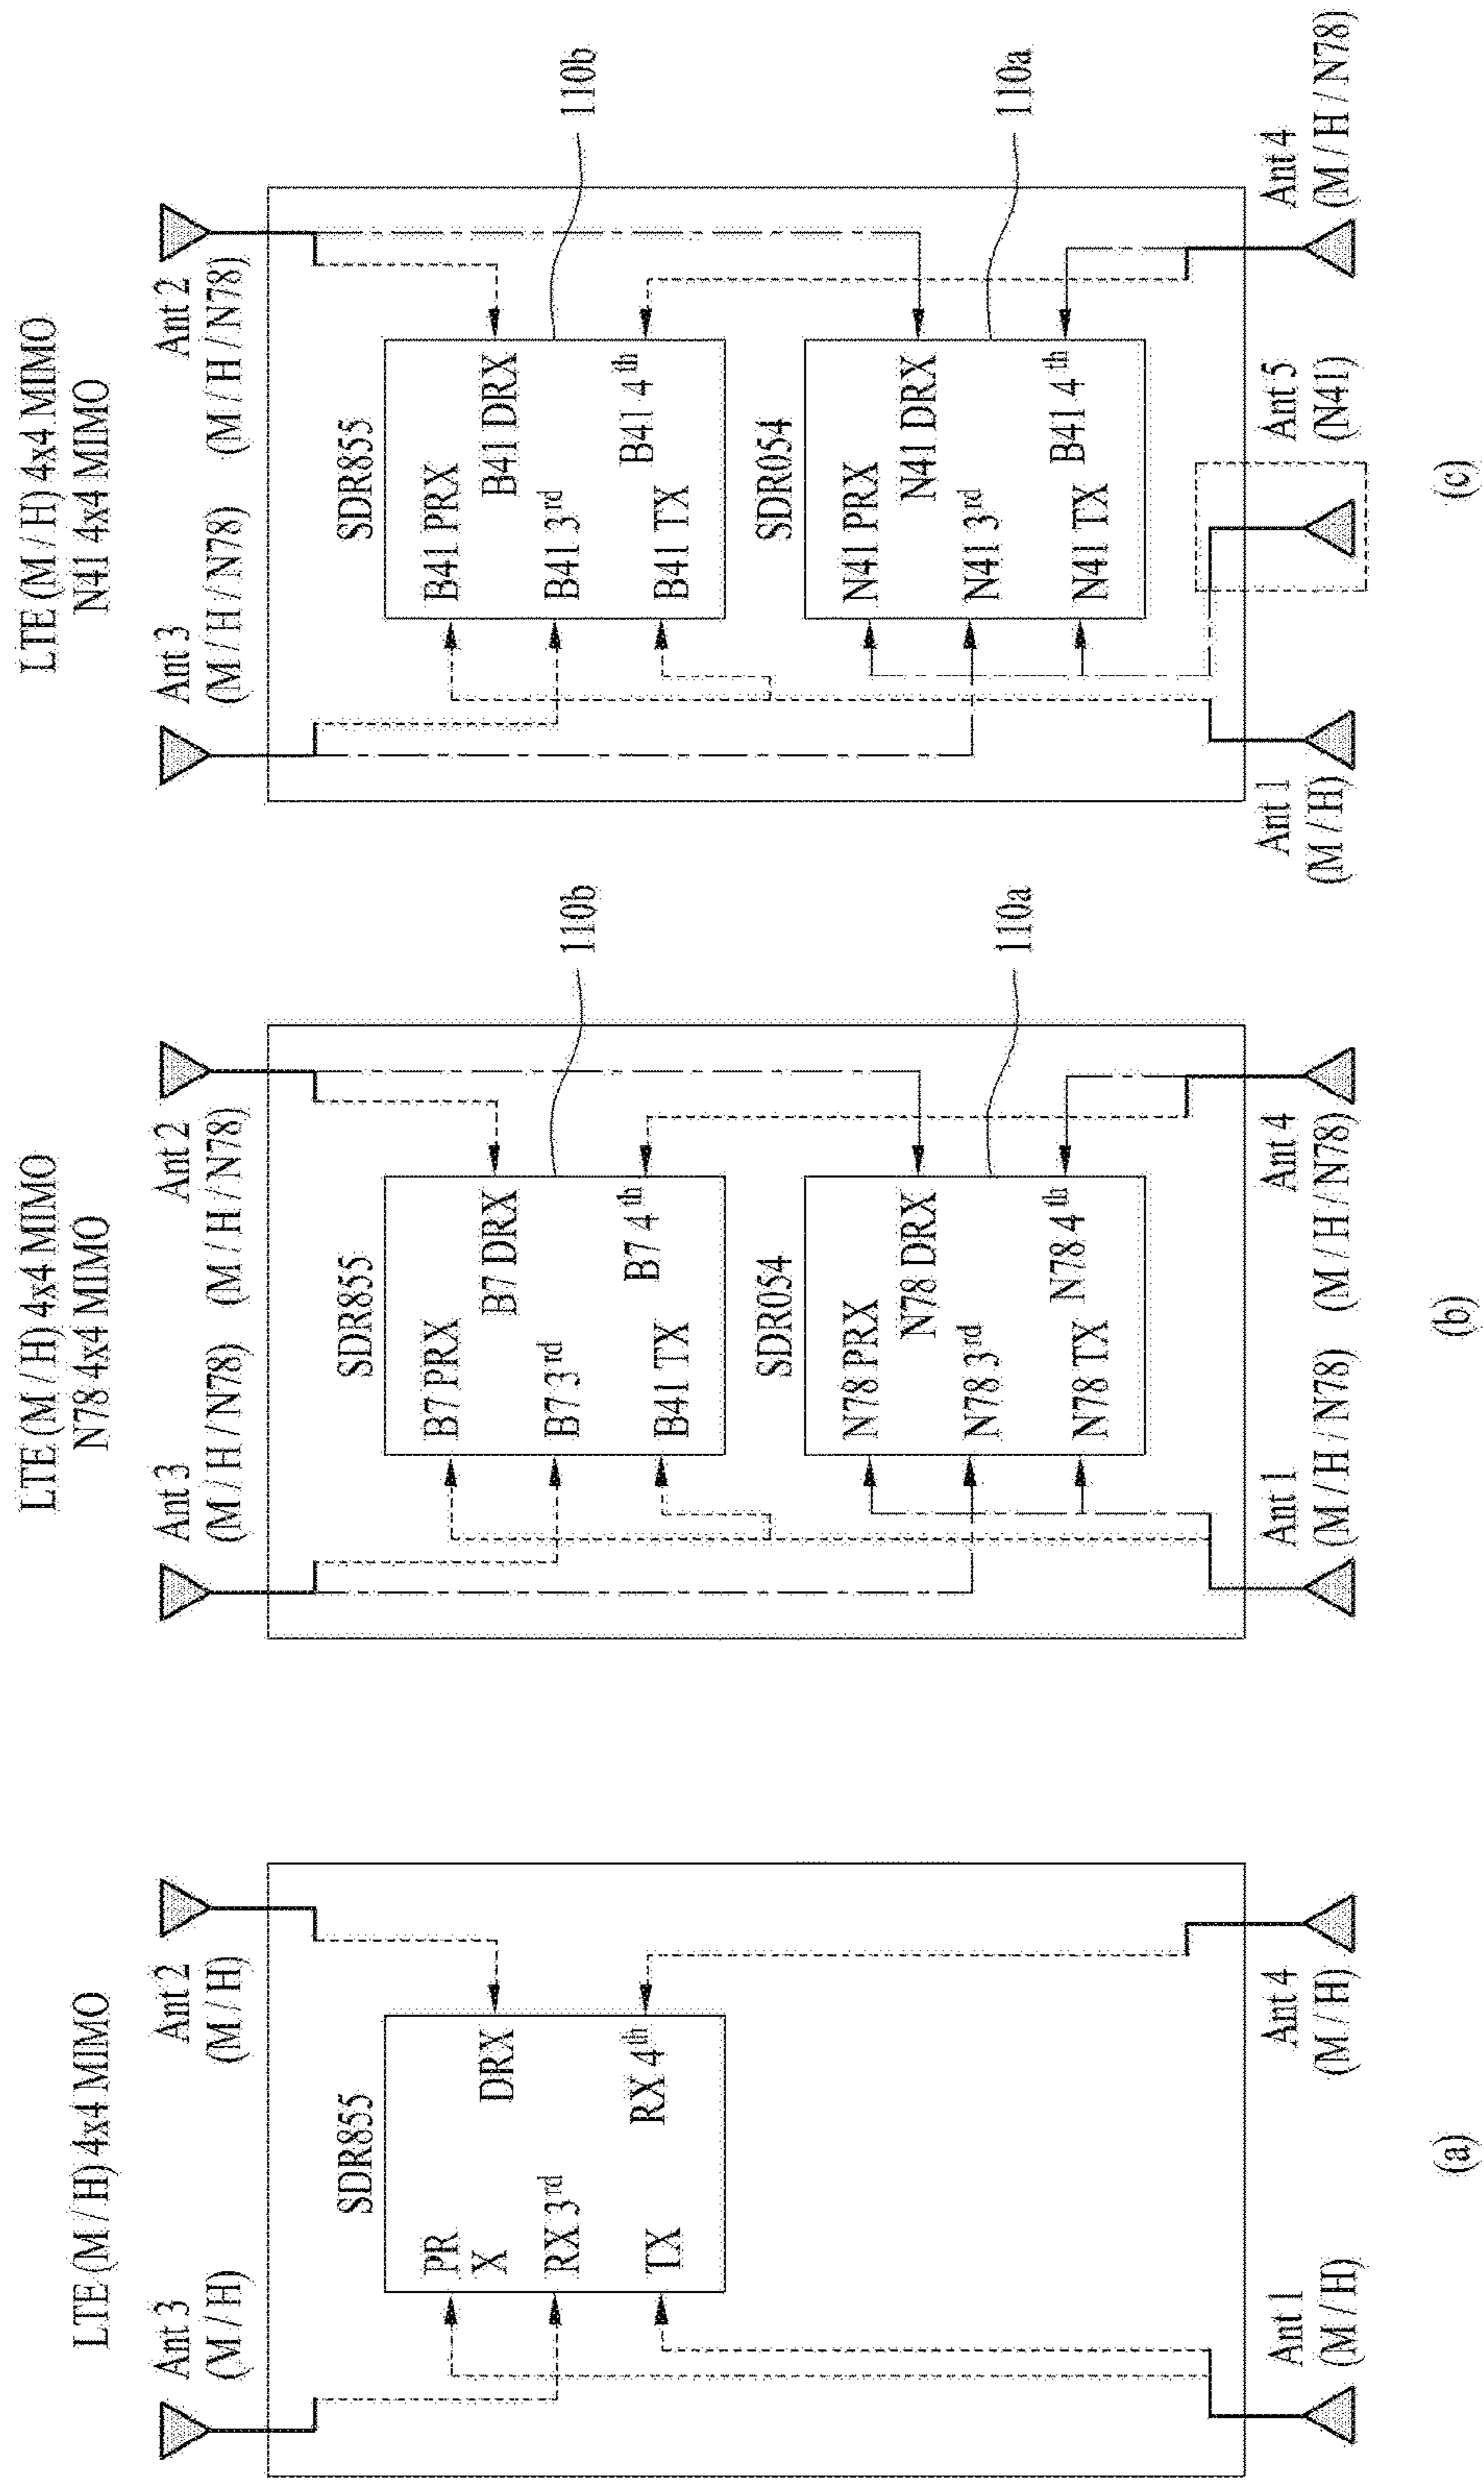 LTE (M / H) 4x4 MIMO
Ant 3
(M / H)
Ant 2
(M / H)
SDR855
PR
X
DRX
RX 3rd
RX 4th
TX
Ant 1
(M / H)
Ant 4
(M / H)
(a)
LTE (M / H) 4x4 MIMO
N78 4x4 MIMO
Ant 3
(M / H / N78)
Ant 2
(M / H / N78)
SDR855
B7 PRX
B7 DRX
B7 3rd
B7 4th
B41 TX
110b
SDR054
N78 PRX
N78 DRX
N78 3rd
N78 4th
N78 TX
110a
Ant 1
(M / H / N78)
Ant 4
(M / H / N78)
(b)
LTE (M / H) 4x4 MIMO
N41 4x4 MIMO
Ant 3
(M / H / N78)
Ant 2
(M / H / N78)
SDR855
B41 PRX
B41 DRX
B41 3rd
B41 4th
B41 TX
110b
SDR054
N41 PRX
N41 DRX
N41 3rd
B41 4th
N41 TX
110a
Ant 1
(M / H)
Ant 5
(N41)
Ant 4
(M / H / N78)
(c)